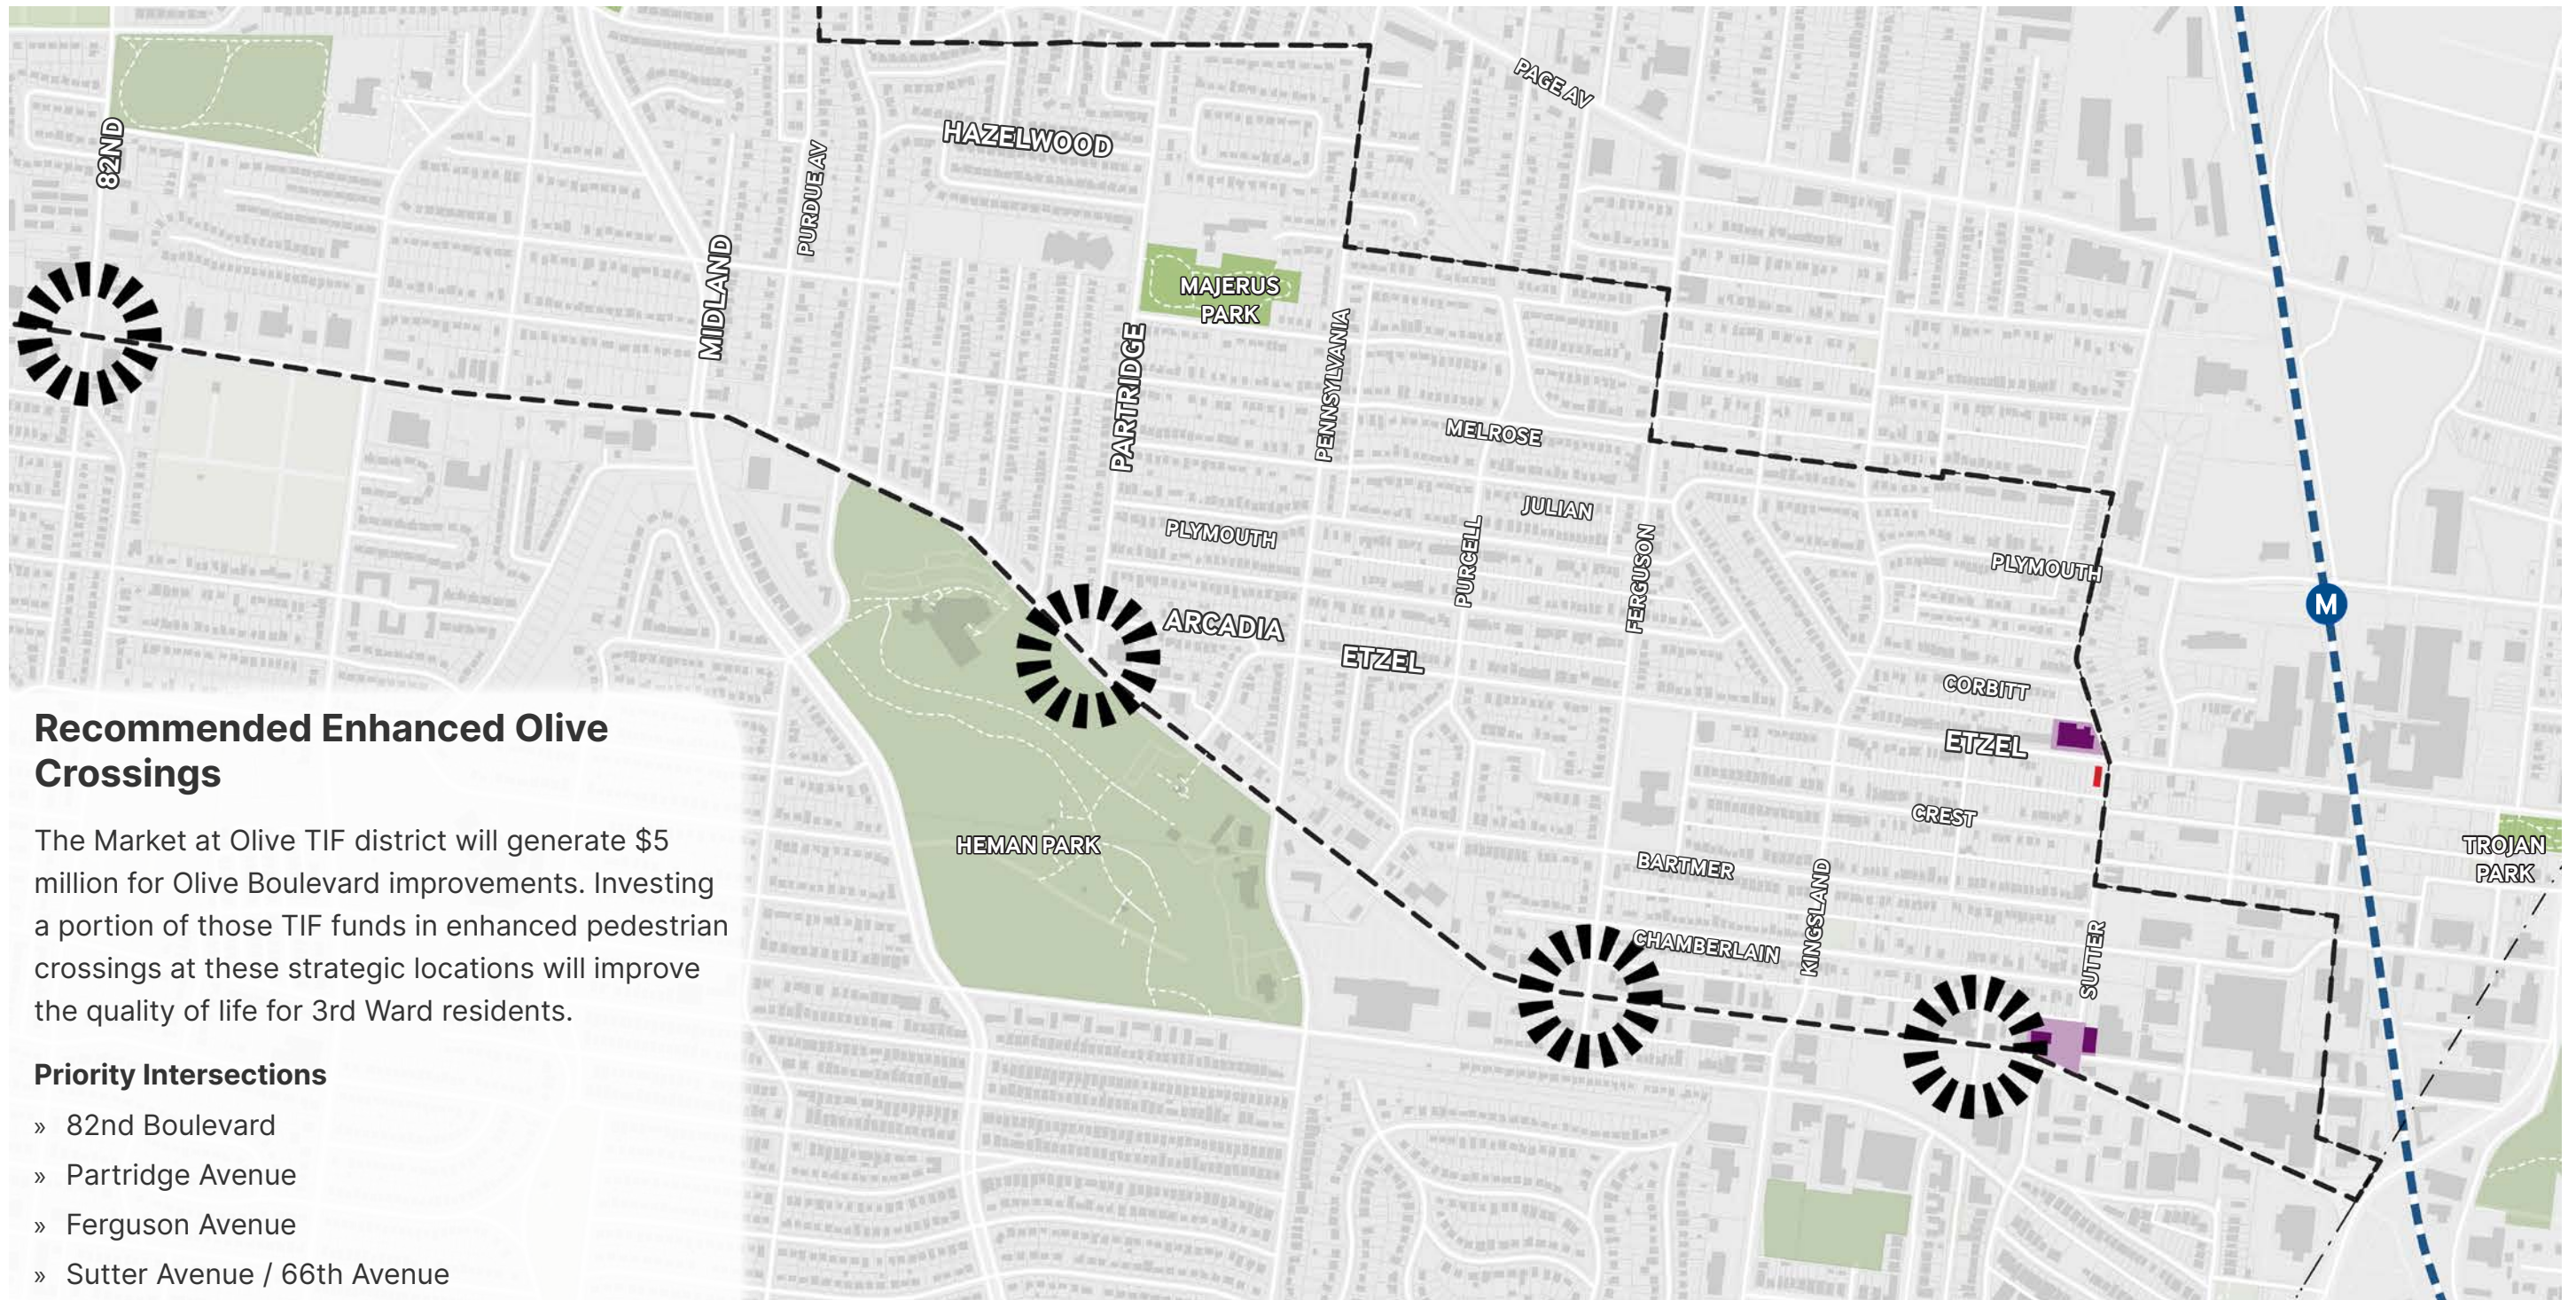 PAGE AV
82ND
HAZELWOOD
PURDUE AV
MIDLAND
MAJERUS
PARK
PARTRIDGE
PENNSYLVANIA
MELROSE
JULIAN
PLYMOUTH
PURCELL
FERGUSON
PLYMOUTH
M
ARCADIA
ETZEL
CORBITT
ETZEL
CREST
HEMAN PARK
TROJAN
PARK
BARTMER
KINGSLAND
CHAMBERLAIN
SUTTER
Recommended Enhanced Olive
Crossings
The Market at Olive TIF district will generate $5
million for Olive Boulevard improvements. Investing
a portion of those TIF funds in enhanced pedestrian
crossings at these strategic locations will improve
the quality of life for 3rd Ward residents.
Priority Intersections
» 82nd Boulevard
» Partridge Avenue
» Ferguson Avenue
» Sutter Avenue / 66th Avenue